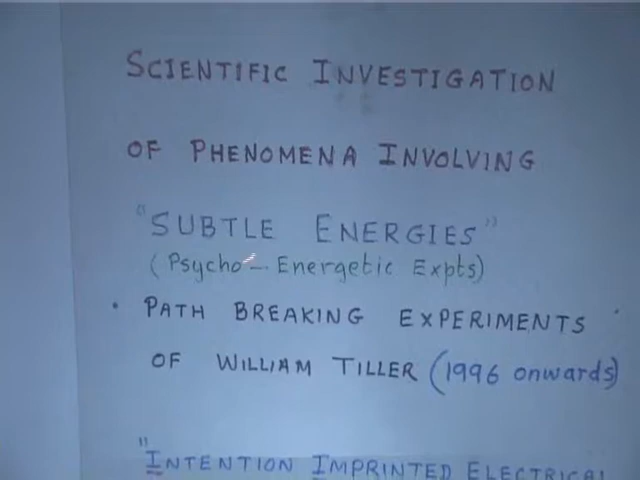 SCIENTIFIC INVESTIGATION
OF PHENOMENA INVOLVING
"SUBTLE ENERGIES"
(Psycho-Energetic Expts)
• PATH BREAKING EXPERIMENTS
OF WILLIAM TILLER (1996 onwards)
"INTENTION IMPRINTED ELECTRICAL